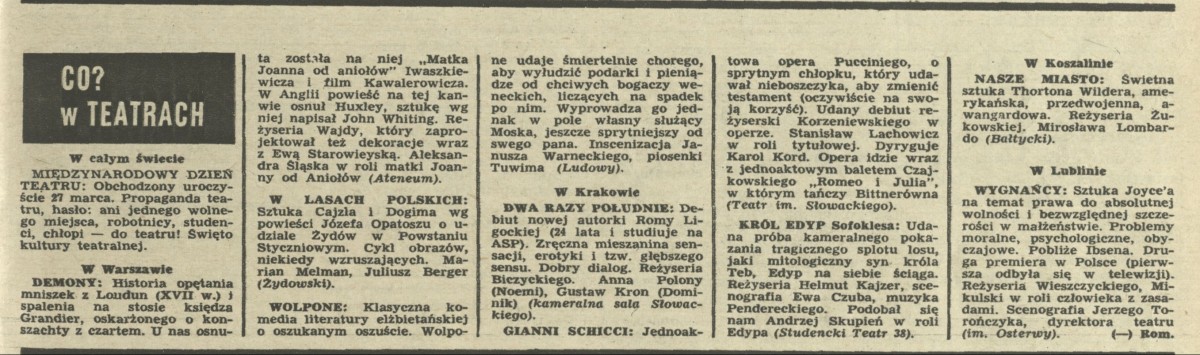 CO?
w TEATRACH
W całym świecie
MIĘDZYNARODOWY DZIEŃ
TEATRU: Obchodzony uroczy-
ście 27 marca. Propaganda tea-
tru, hasło: ani jednego wolne-
go miejsca, robotnicy, studen-
ci, chłopi — do teatru! Święto
kultury teatralnej.
W Warszawie
DEMONY: Historia opętania
mniszek z Loudun (XVII w.) i
spalenia na stosie księdza
Grandier, oskarżonego o kon-
szachty z czartem. U nas osnu-
ta została na niej „Matka
Joanna od aniołów" Iwaszkie-
wicza i film Kawalerowicza.
W Anglii powieść na tej kan-
wie osnuł Huxley, sztukę wg
niej napisał John Whiting. Re-
żyseria Wajdy, który zapro-
jektował też dekoracje wraz
z Ewą Starowieyską. Aleksan-
dra Śląska w roli matki Joan-
ny od Aniołów (Ateneum).
W LASACH POLSKICH:
Sztuka Cajzla i Dogima wg
powieści Józefa Opatoszu o u-
dziale Żydów w Powstaniu
Styczniowym. Cykl obrazów,
niekiedy wzruszających. Ma-
rian Melman, Juliusz Berger
(Żydowski).
WOLPONE: Klasyczna ko-
media literatury elżbietańskiej
o oszukanym oszuście. Wolpo-
ne udaje śmiertelnie chorego,
aby wyłudzić podarki i pienią-
dze od chciwych bogaczy we-
neckich, liczących na spadek
po nim. Wyprowadza go jed-
nak w pole własny służący
Moska, jeszcze sprytniejszy od
swego pana. Inscenizacja Ja-
nusza Warneckiego, piosenki
Tuwima (Ludowy).
W Krakowie
DWA RAZY POŁUDNIE: De-
biut nowej autorki Romy Li-
gockiej (24 lata i studiuje na
ASP). Zręczna mieszanina sen-
sacji, erotyki i tzw. głębszego
sensu. Dobry dialog. Reżyseria
Biczyckiego. Anna Polony
(Noemi), Gustaw Kron (Domi-
nik) (kameralna sala Słowac-
kiego).
GIANNI SCHICCI: Jednoak-
towa opera Pucciniego, o
sprytnym chłopku, który uda-
wał nieboszczyka, aby zmienić
testament (oczywiście na swo-
ją korzyść). Udany debiut re-
żyserski Korzeniewskiego w
operze. Stanisław Lachowicz
w roli tytułowej. Dyryguje
Karol Kord. Opera idzie wraz
z jednoaktowym baletem Czaj-
kowskiego „Romeo i Julia",
w którym tańczy Bittnerówna
(Teatr im. Słowackiego).
KRÓL EDYP Sofoklesa: Uda-
na próba kameralnego poka-
zania tragicznego splotu losu,
jaki mitologiczny syn króla
Teb, Edyp na siebie ściąga.
Reżyseria Helmut Kajzer, sce-
nografia Ewa Czuba, muzyka
Pendereckiego. Podobał się
nam Andrzej Skupień w roli
Edypa (Studencki Teatr 38).
W Koszalinie
NASZE MIASTO: Świetna
sztuka Thortona Wildera, ame-
rykańska, przedwojenna, a-
wangardowa. Reżyseria Żu-
kowskiej. Mirosława Lombar-
do (Bałtycki).
W Lublinie
WYGNAŃCY: Sztuka Joyce'a
na temat prawa do absolutnej
wolności i bezwzględnej szcze-
rości w małżeństwie. Problemy
moralne, psychologiczne, oby-
czajowe. Pobliże Ibsena. Dru-
ga premiera w Polsce (pierw-
sza odbyła się w telewizji).
Reżyseria Wieszczyckiego, Mi-
kulski w roli człowieka z zasa-
dami. Scenografia Jerzego To-
rończyka, dyrektora teatru
(im. Osterwy). (—) Rom.